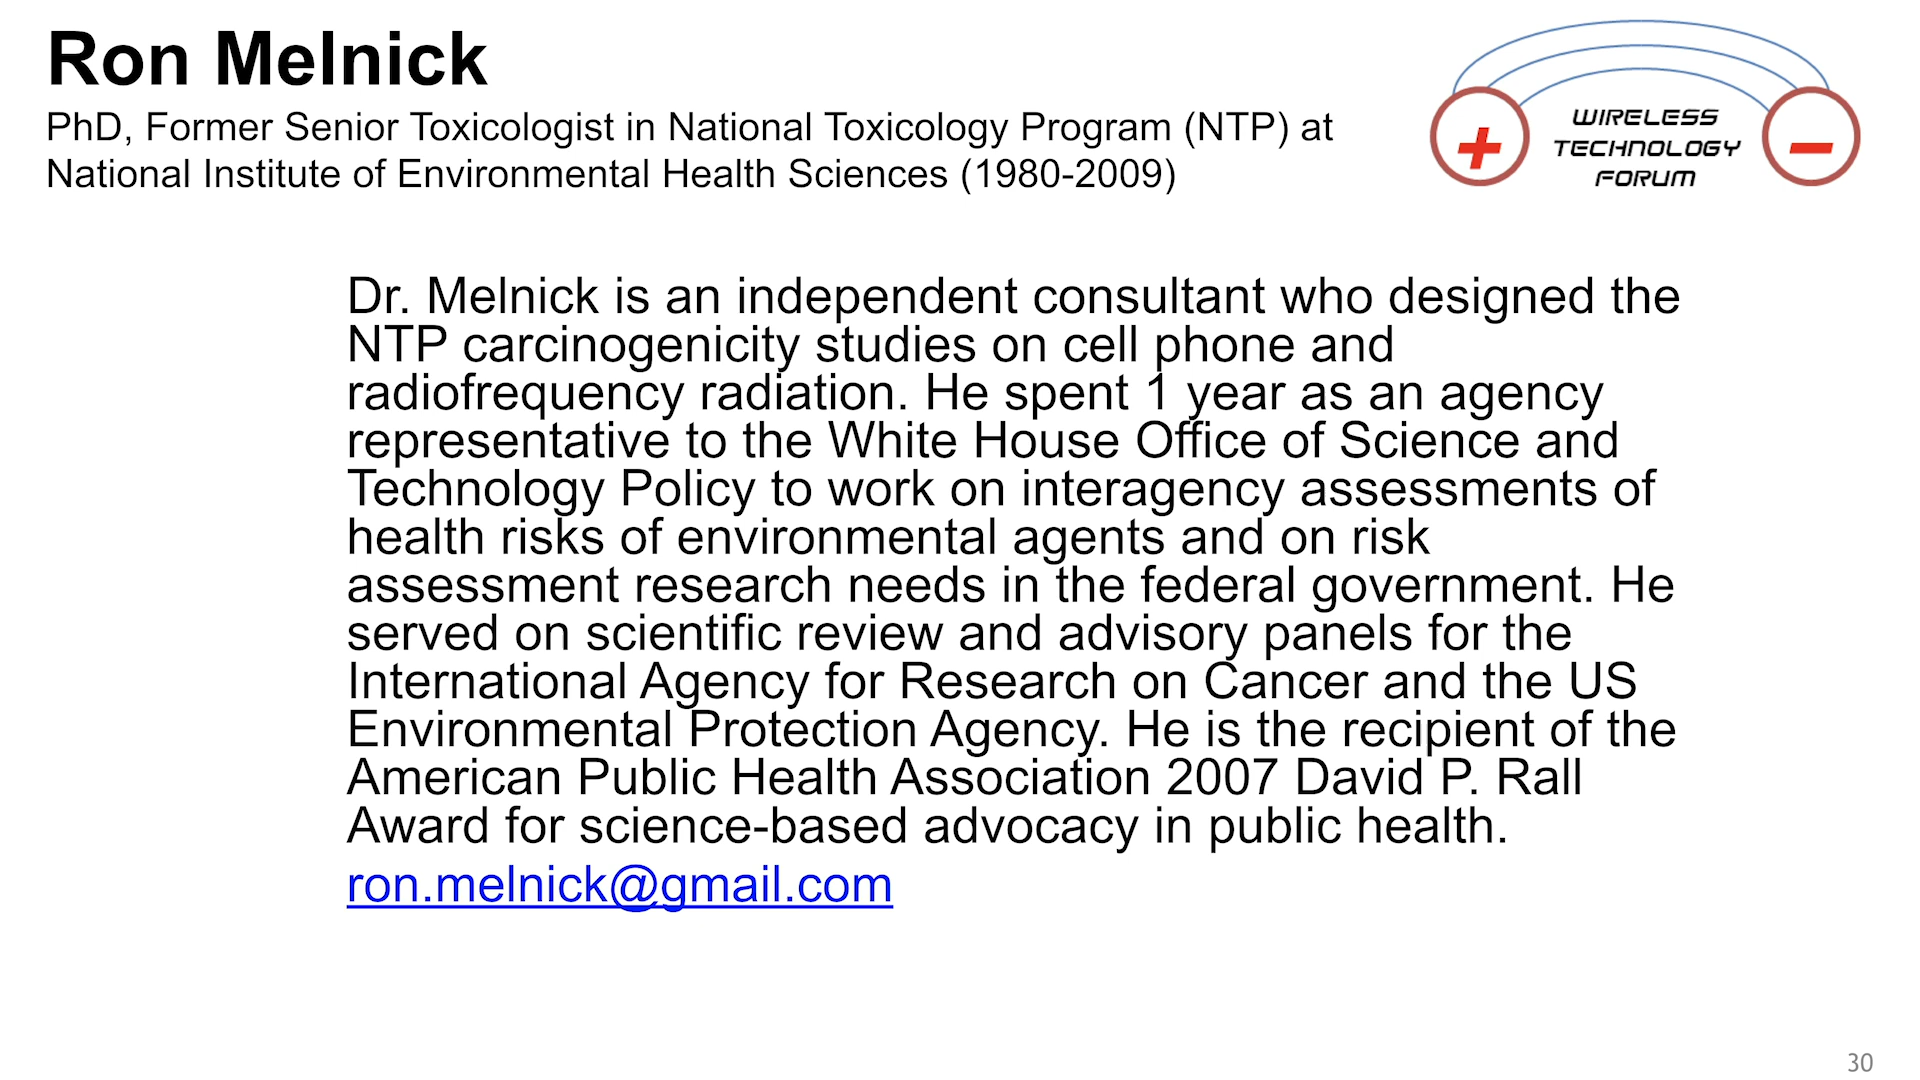 Ron Melnick
PhD, Former Senior Toxicologist in National Toxicology Program (NTP) at
National Institute of Environmental Health Sciences (1980-2009)
+
WIRELESS
TECHNOLOGY
FORUM
−
Dr. Melnick is an independent consultant who designed the
NTP carcinogenicity studies on cell phone and
radiofrequency radiation. He spent 1 year as an agency
representative to the White House Office of Science and
Technology Policy to work on interagency assessments of
health risks of environmental agents and on risk
assessment research needs in the federal government. He
served on scientific review and advisory panels for the
International Agency for Research on Cancer and the US
Environmental Protection Agency. He is the recipient of the
American Public Health Association 2007 David P. Rall
Award for science-based advocacy in public health.
ron.melnick@gmail.com
30